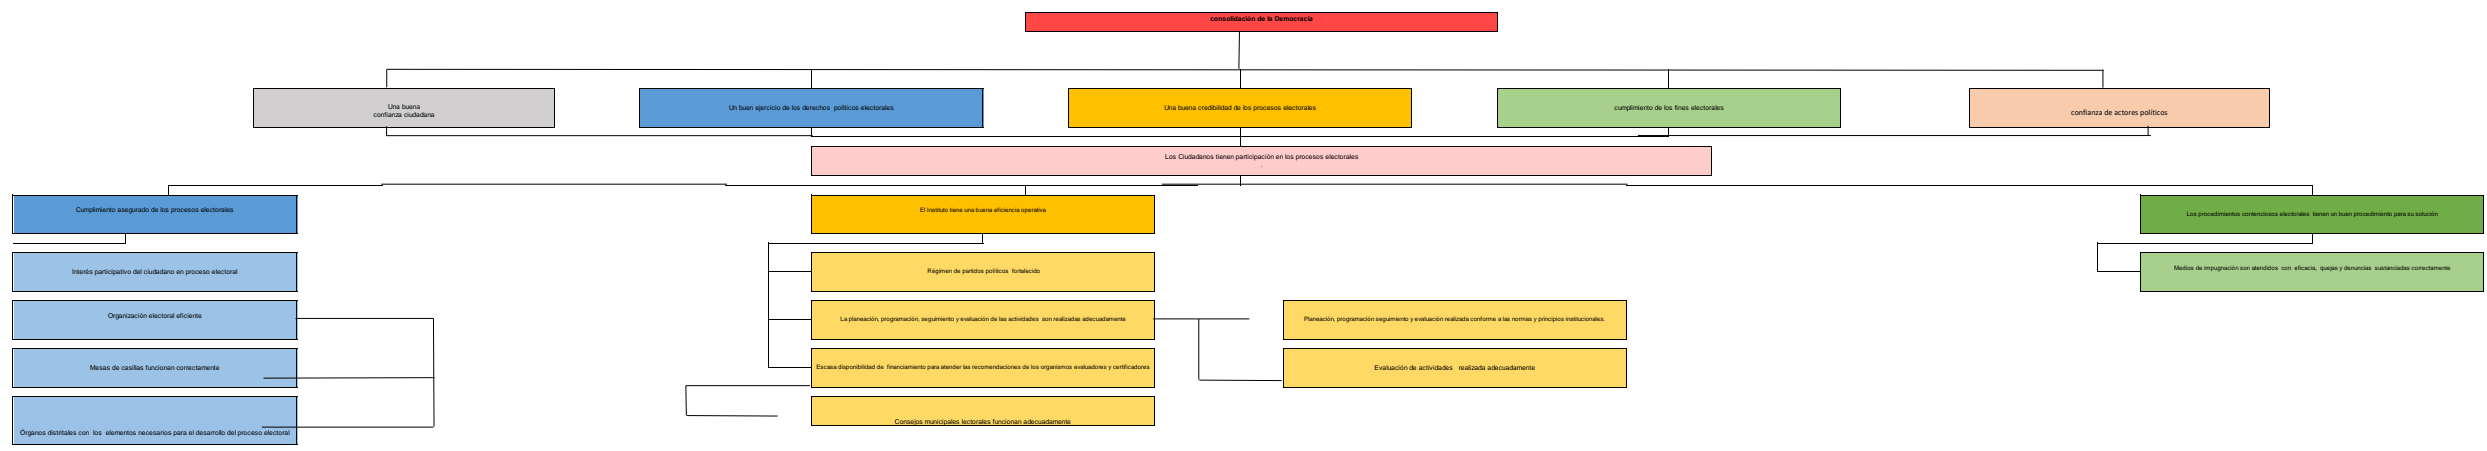 consolidación de la Democracia
Una buena
confianza ciudadana
Un buen ejercicio de los derechos politicos electorales
Una buena credibilidad de los procesos electorales
cumplimiento de los fines electorales
confianza de actores políticos
Los Ciudadanos tienen participación en los procesos electorales
.
Cumplimiento asegurado de los procesos electorales
El Instituto tiene una buena eficiencia operativa
Los procedimientos contenciosos electorales tienen un buen procedimiento para su solución
Interés participativo del ciudadano en proceso electoral
Régimen de partidos políticos fortalecido
Medios de impugnación son atendidos con eficacia, quejas y denuncias sustanciadas correctamente
Organización electoral eficiente
La planeación, programación, seguimiento y evaluación de las actividades son realizadas adecuadamente
Planeación, programación seguimiento y evaluación realizada conforme a las normas y principios institucionales.
Mesas de casillas funcionan correctamente
Escasa disponibilidad de financiamiento para atender las recomendaciones de los organismos evaluadores y certificadores
Evaluación de actividades realizada adecuadamente
Órganos distritales con los elementos necesarios para el desarrollo del proceso electoral
Consejos municipales lectorales funcionan adecuadamente